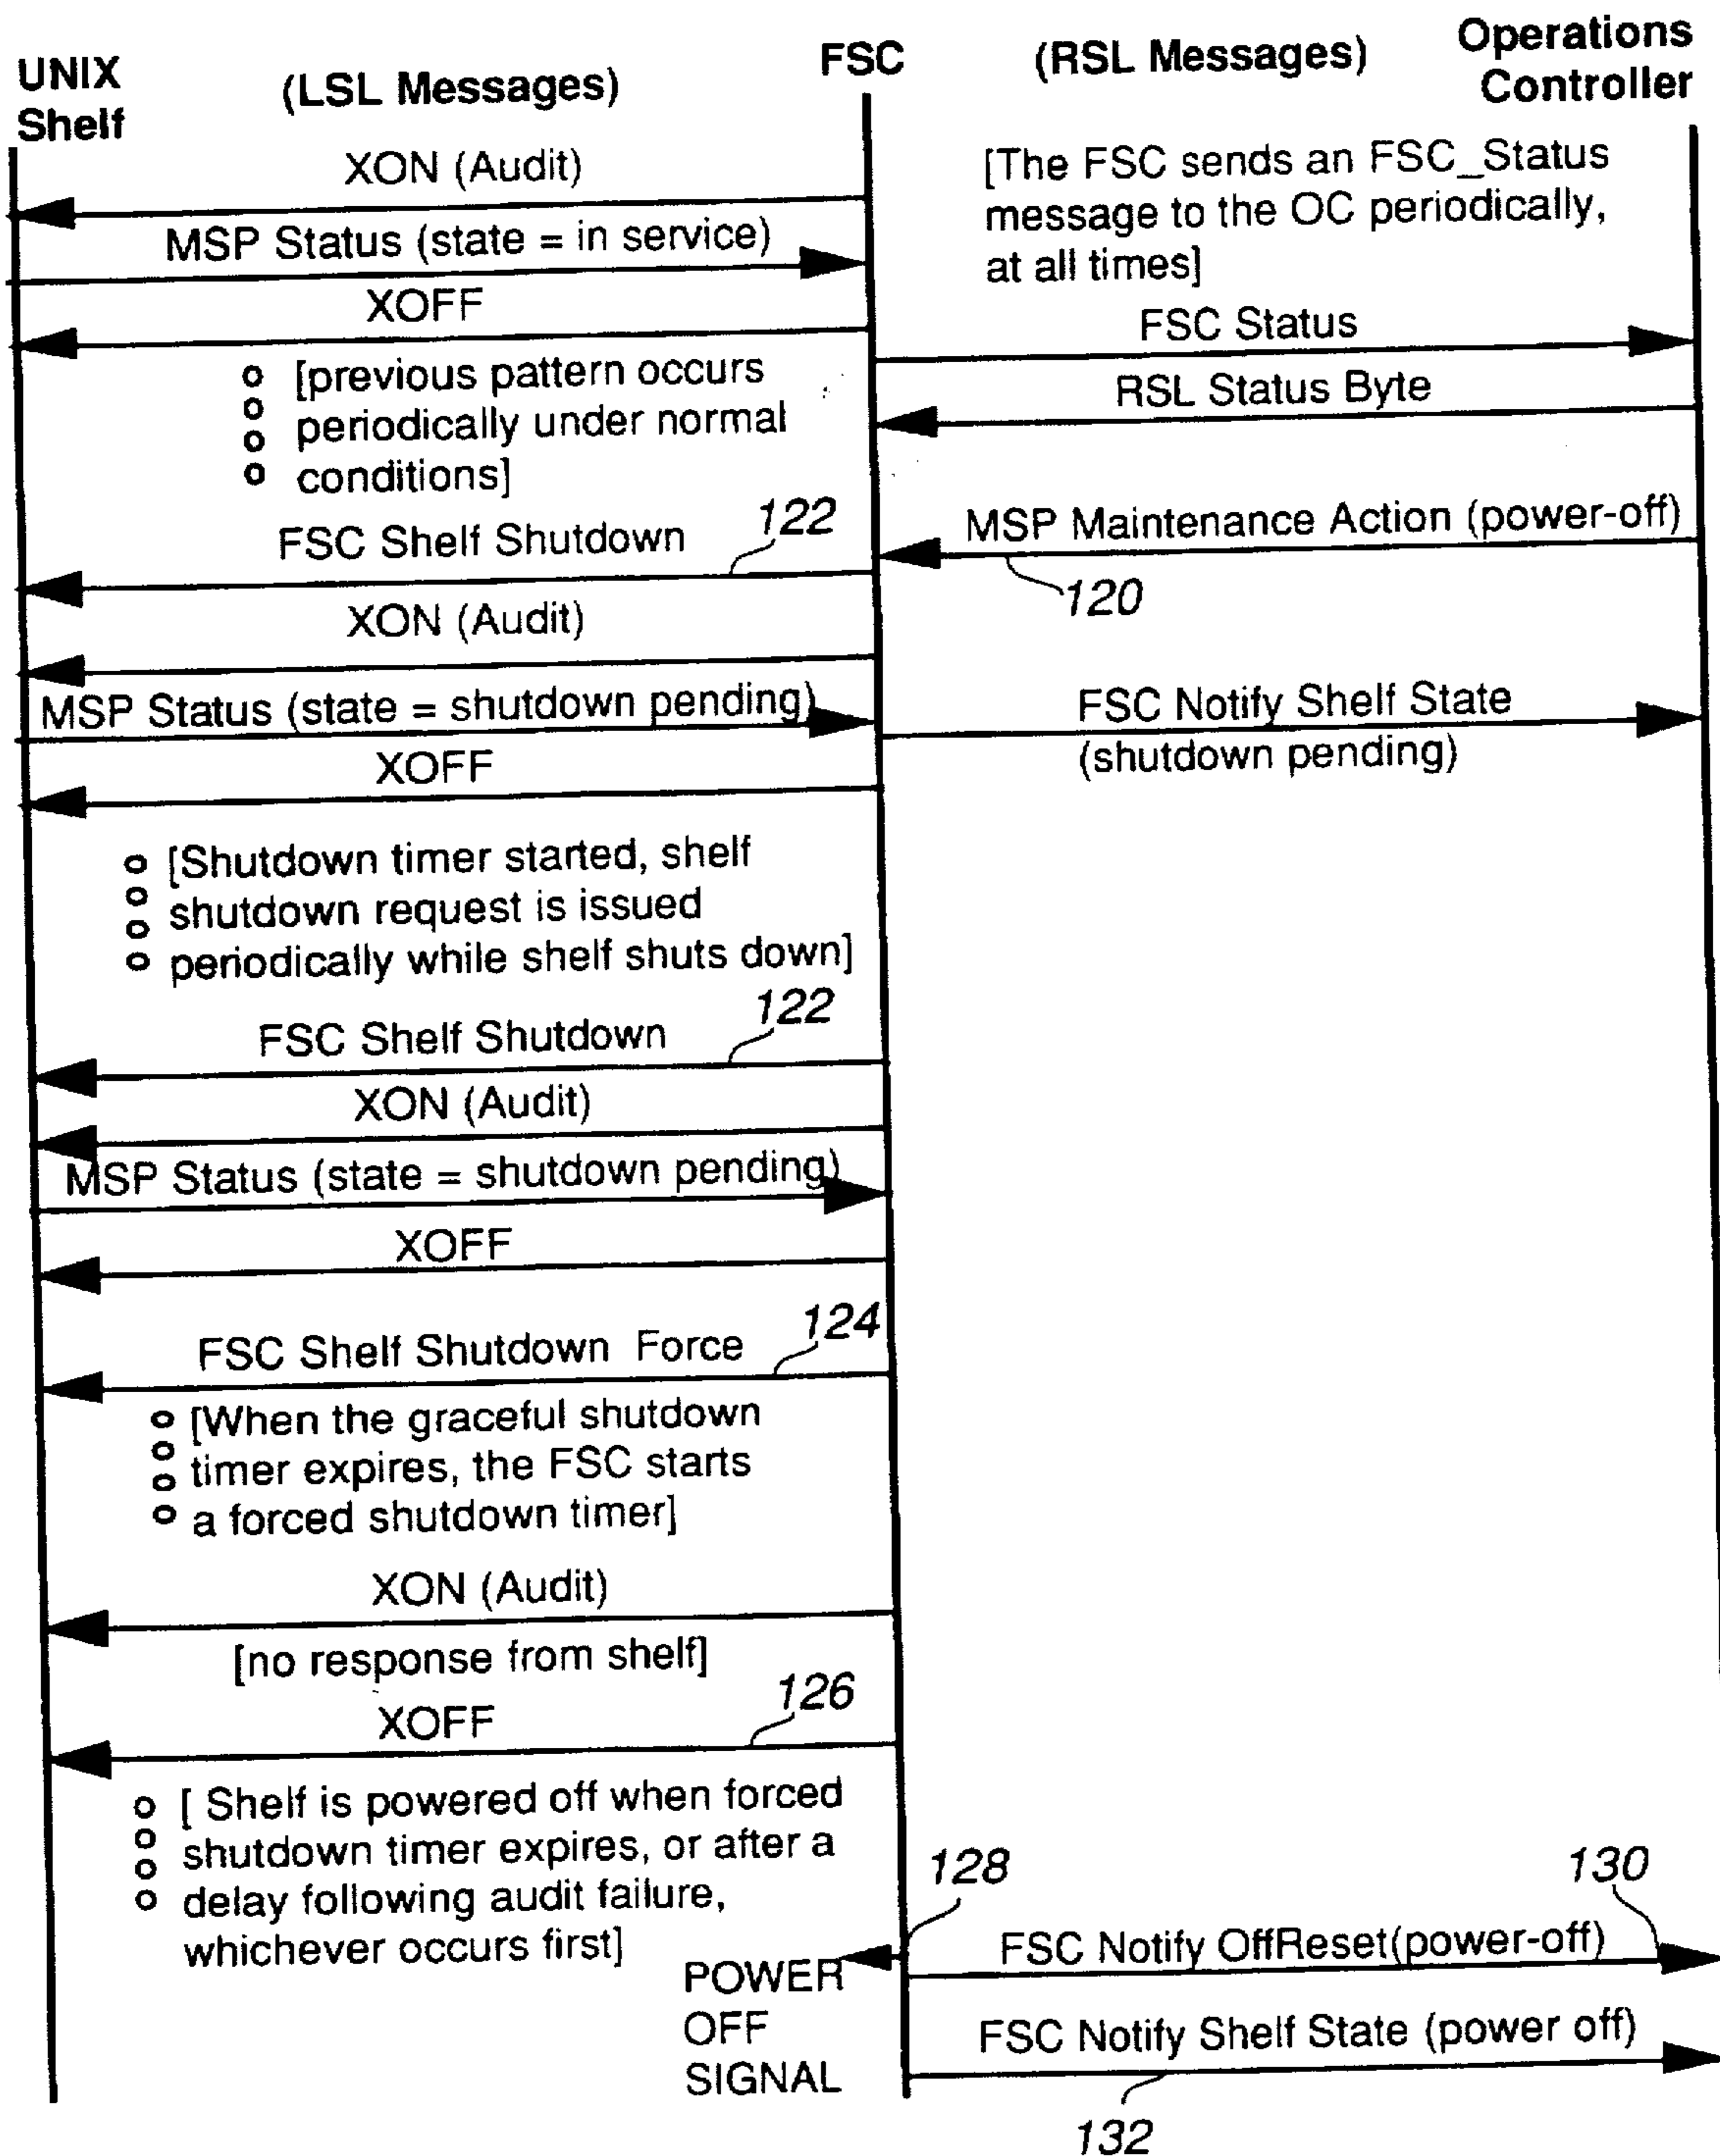 UNIX
Shelf
(LSL Messages)
FSC
(RSL Messages)
Operations
Controller
XON (Audit)
[The FSC sends an FSC_Status
message to the OC periodically,
at all times]
MSP Status (state = in service)
XOFF
FSC Status
[previous pattern occurs
periodically under normal
conditions]
RSL Status Byte
FSC Shelf Shutdown
122
MSP Maintenance Action (power-off)
120
XON (Audit)
MSP Status (state = shutdown pending)
FSC Notify Shelf State
(shutdown pending)
XOFF
[Shutdown timer started, shelf
shutdown request is issued
periodically while shelf shuts down]
FSC Shelf Shutdown
122
XON (Audit)
MSP Status (state = shutdown pending)
XOFF
FSC Shelf Shutdown Force
124
[When the graceful shutdown
timer expires, the FSC starts
a forced shutdown timer]
XON (Audit)
[no response from shelf]
XOFF
126
[ Shelf is powered off when forced
shutdown timer expires, or after a
delay following audit failure,
whichever occurs first]
128
130
POWER
OFF
SIGNAL
FSC Notify OffReset(power-off)
FSC Notify Shelf State (power off)
132